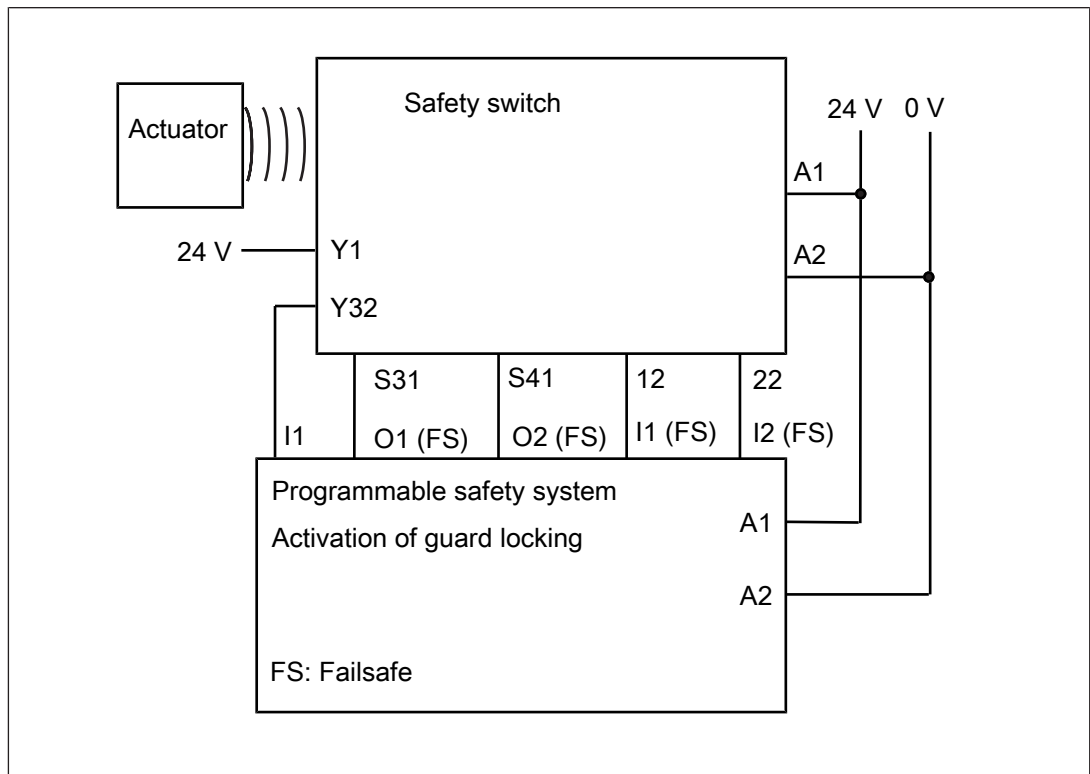 Safety switch
Actuator
24 V 0 V
A1
24 V Y1
A2
Y32
S31 S41 12 22
I1 O1 (FS) O2 (FS) I1 (FS) I2 (FS)
Programmable safety system
A1
Activation of guard locking
A2
FS: Failsafe